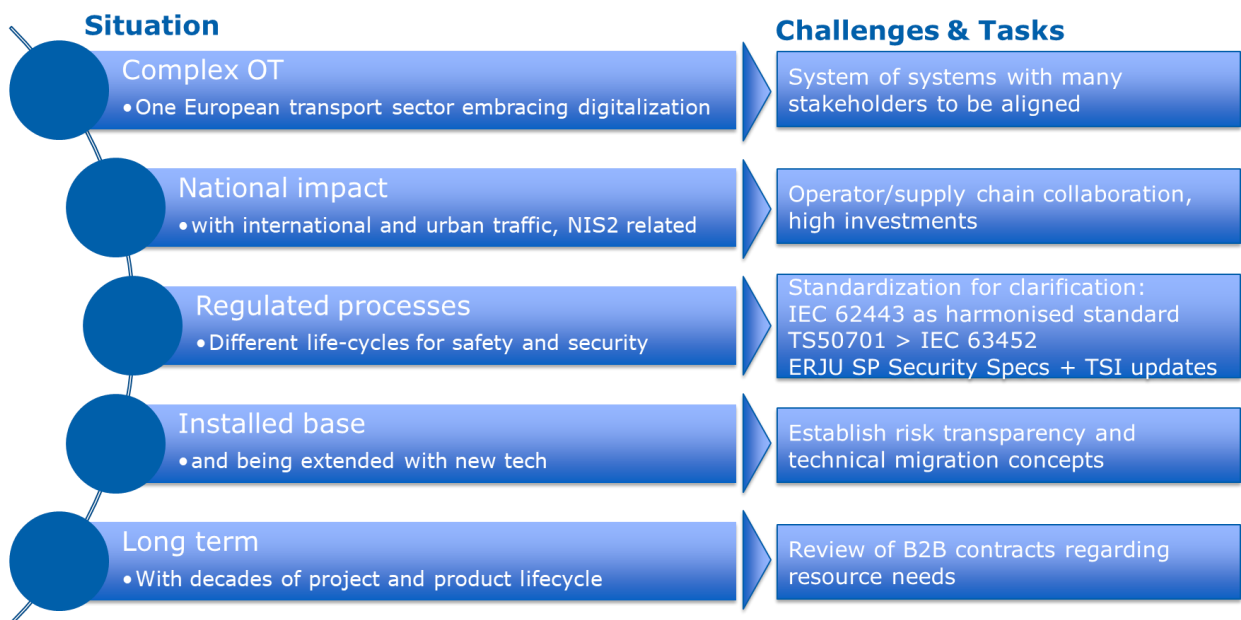 Situation
Challenges & Tasks
Complex OT
•One European transport sector embracing digitalization
System of systems with many
stakeholders to be aligned
National impact
•with international and urban traffic, NIS2 related
Operator/supply chain collaboration,
high investments
Regulated processes
•Different life-cycles for safety and security
Standardization for clarification:
IEC 62443 as harmonised standard
TS50701 > IEC 63452
ERJU SP Security Specs + TSI updates
Installed base
•and being extended with new tech
Establish risk transparency and
technical migration concepts
Long term
•With decades of project and product lifecycle
Review of B2B contracts regarding
resource needs